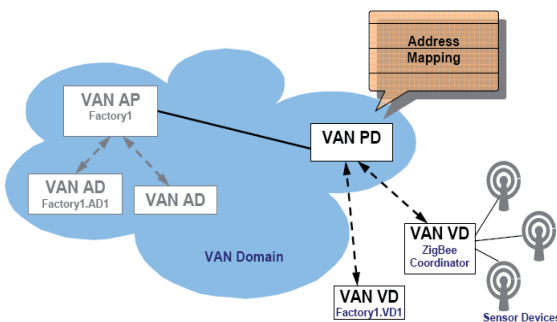 Address
Mapping
VAN AP
Factory1
VAN PD
VAN AD
Factory1.AD1
VAN AD
VAN VD
ZigBee
Coordinator
VAN Domain
VAN VD
Factory1.VD1
Sensor Devices